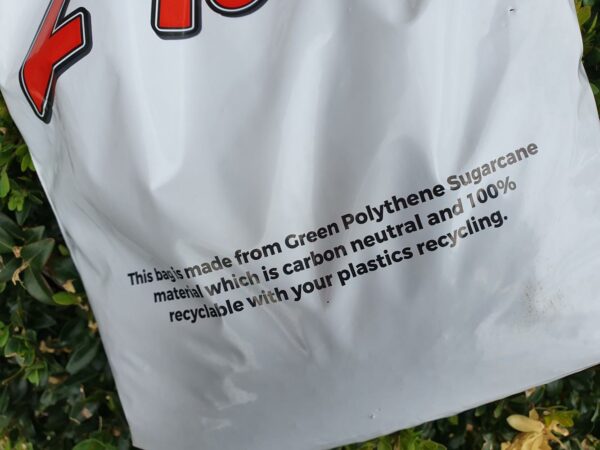 This bag is made from Green Polythene Sugarcane
material which is carbon neutral and 100%
recyclable with your plastics recycling.